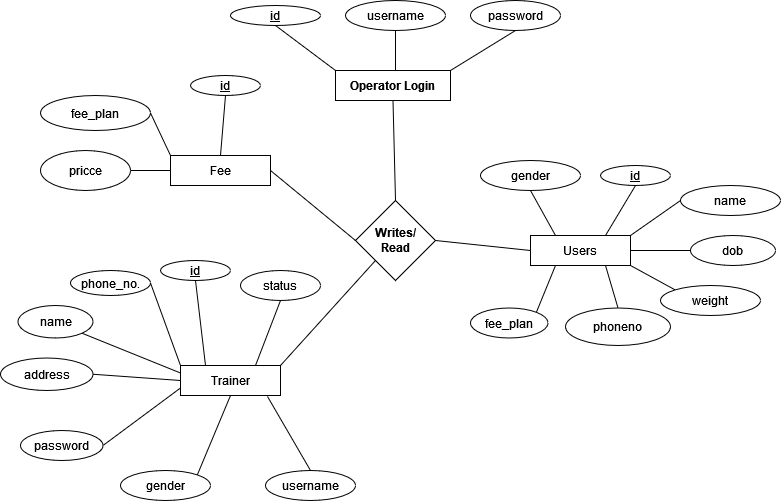 id
username
password
Operator Login
id
fee_plan
pricce
Fee
gender
id
name
Writes/
Read
Users
dob
weight
fee_plan
phoneno
phone_no.
id
status
name
address
Trainer
password
gender
username